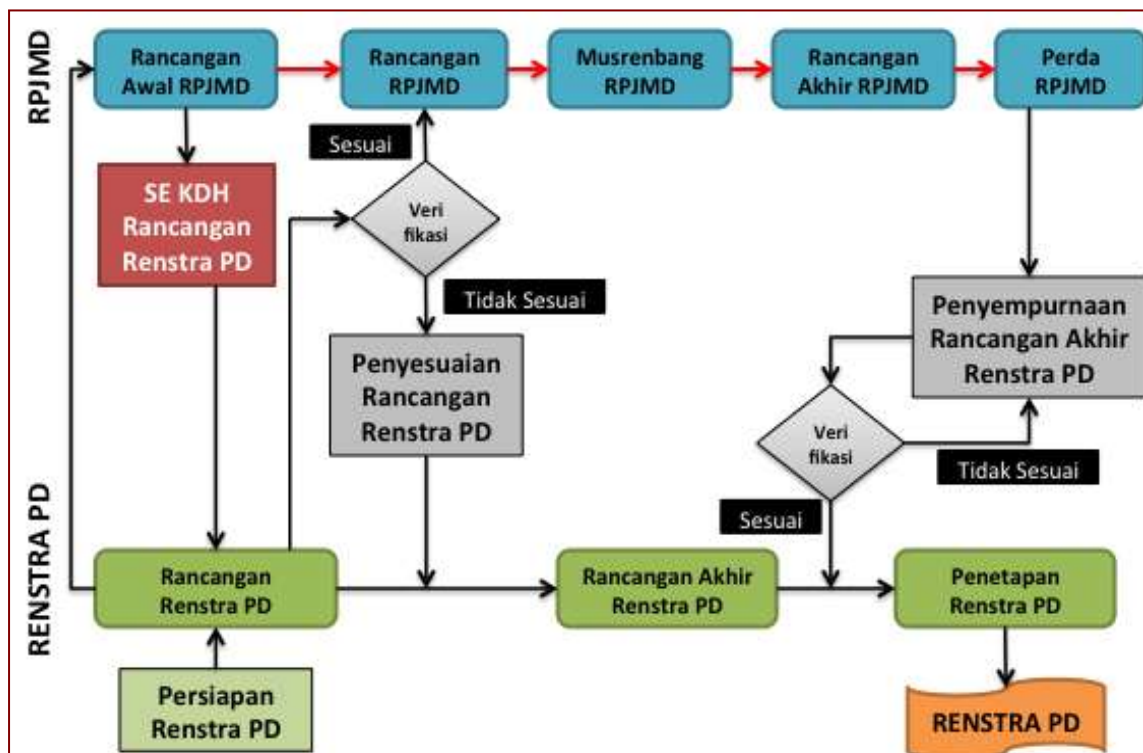 RPJMD
Rancangan
Awal RPJMD
Rancangan
RPJMD
Musrenbang
RPJMD
Rancangan
Akhir RPJMD
Perda
RPJMD
Sesuai
SE KDH
Rancangan
Renstra PD
Veri
fikasi
Tidak Sesuai
Penyesuaian
Rancangan
Renstra PD
Penyempurnaan
Rancangan Akhir
Renstra PD
Veri
fikasi
Tidak Sesuai
Sesuai
RENSTRA PD
Rancangan
Renstra PD
Rancangan Akhir
Renstra PD
Penetapan
Renstra PD
Persiapan
Renstra PD
RENSTRA PD